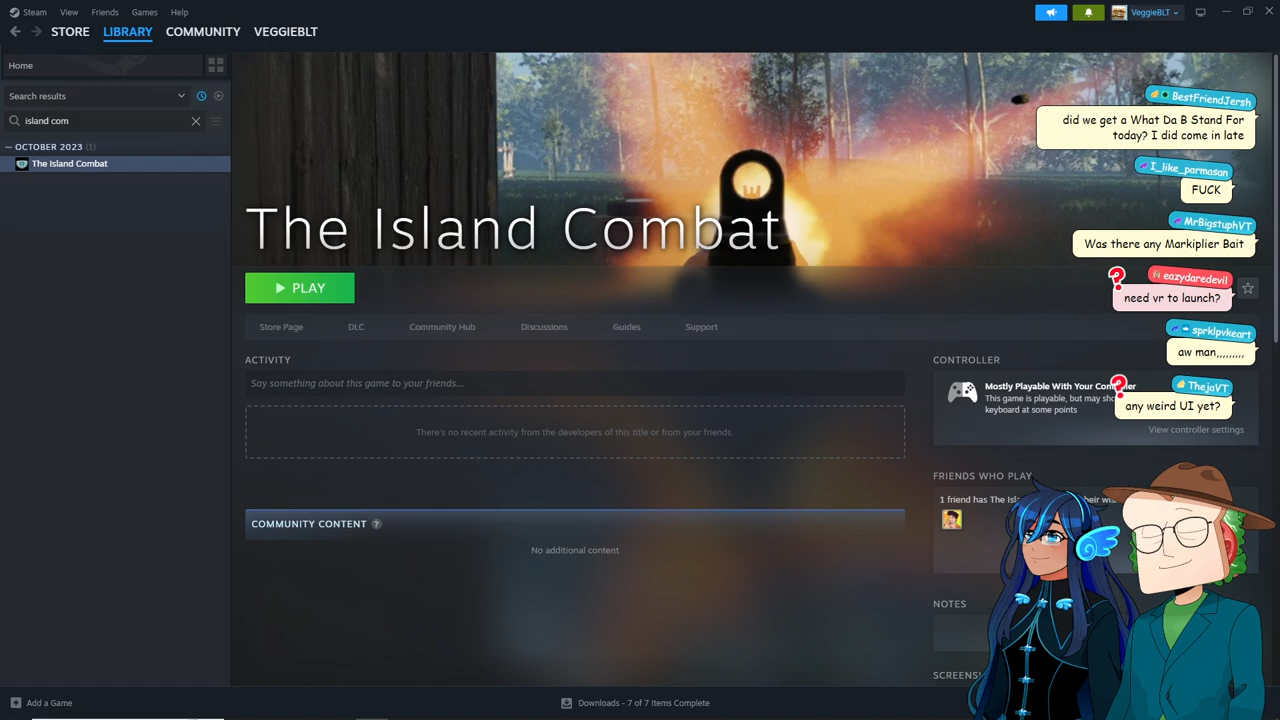 Steam
View
Friends
Games
Help
VeggieBLT
STORE
LIBRARY
COMMUNITY
VEGGIEBLT
Home
Search results
island com
OCTOBER 2023 (1)
The Island Combat
The Island Combat
BestFriendJersh
did we get a What Da B Stand For
today? I did come in late
I_like_parmasan
FUCK
MrBigstuphVT
Was there any Markiplier Bait
eazydaredevil
need vr to launch?
sprklpvkeart
aw man,,,,,,,,,
ThejaVT
any weird UI yet?
PLAY
Store Page
DLC
Community Hub
Discussions
Guides
Support
ACTIVITY
Say something about this game to your friends...
There's no recent activity from the developers of this title or from your friends.
COMMUNITY CONTENT ?
No additional content
CONTROLLER
Mostly Playable With Your
This game is playable, but may
keyboard at some points
View controller settings
FRIENDS WHO PLAY
1 friend has The
NOTES
Add a Game
Downloads - 7 of 7 Items Complete